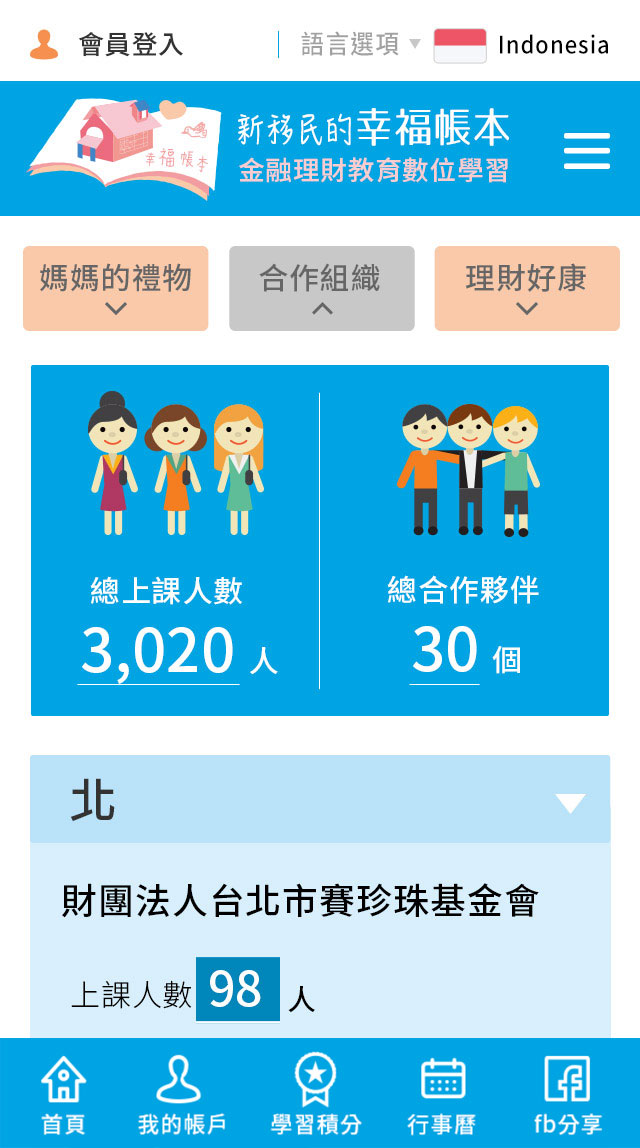 會員登入
語言選項
Indonesia
幸福帳本
新移民的幸福帳本
金融理財教育數位學習
媽媽的禮物
合作組織
理財好康
總上課人數
3,020 人
總合作夥伴
30 個
北
財團法人台北市賽珍珠基金會
上課人數 98 人
首頁
我的帳戶
學習積分
行事曆
fb分享